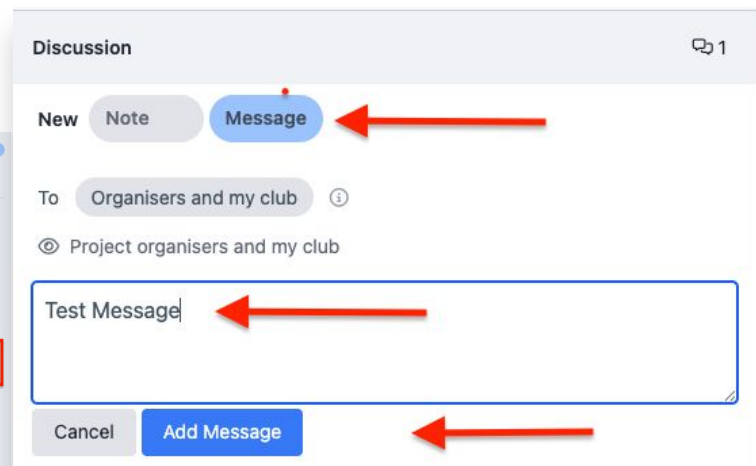 Discussion 1
New Note Message
To Organisers and my club
Project organisers and my club
Test Message
Cancel Add Message